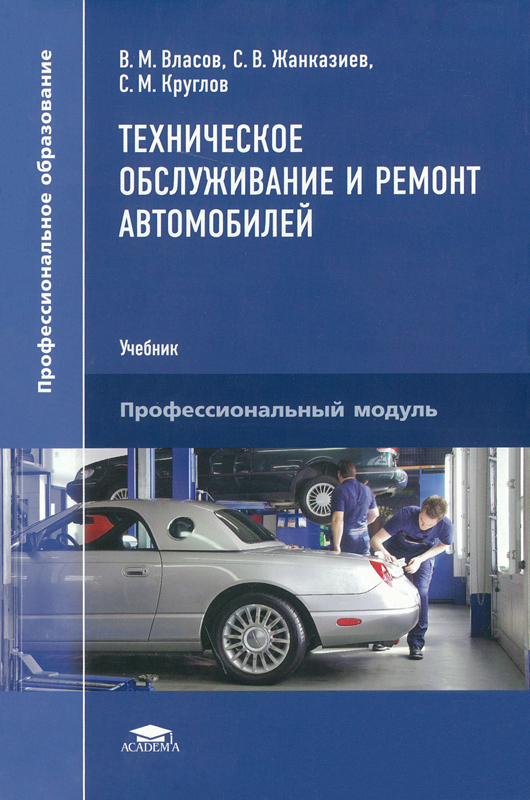 В. М. Власов, С. В. Жанказиев,
С. М. Круглов
ТЕХНИЧЕСКОЕ
ОБСЛУЖИВАНИЕ И РЕМОНТ
АВТОМОБИЛЕЙ
Учебник
Профессиональное образование
Профессиональный модуль
ACADEMA